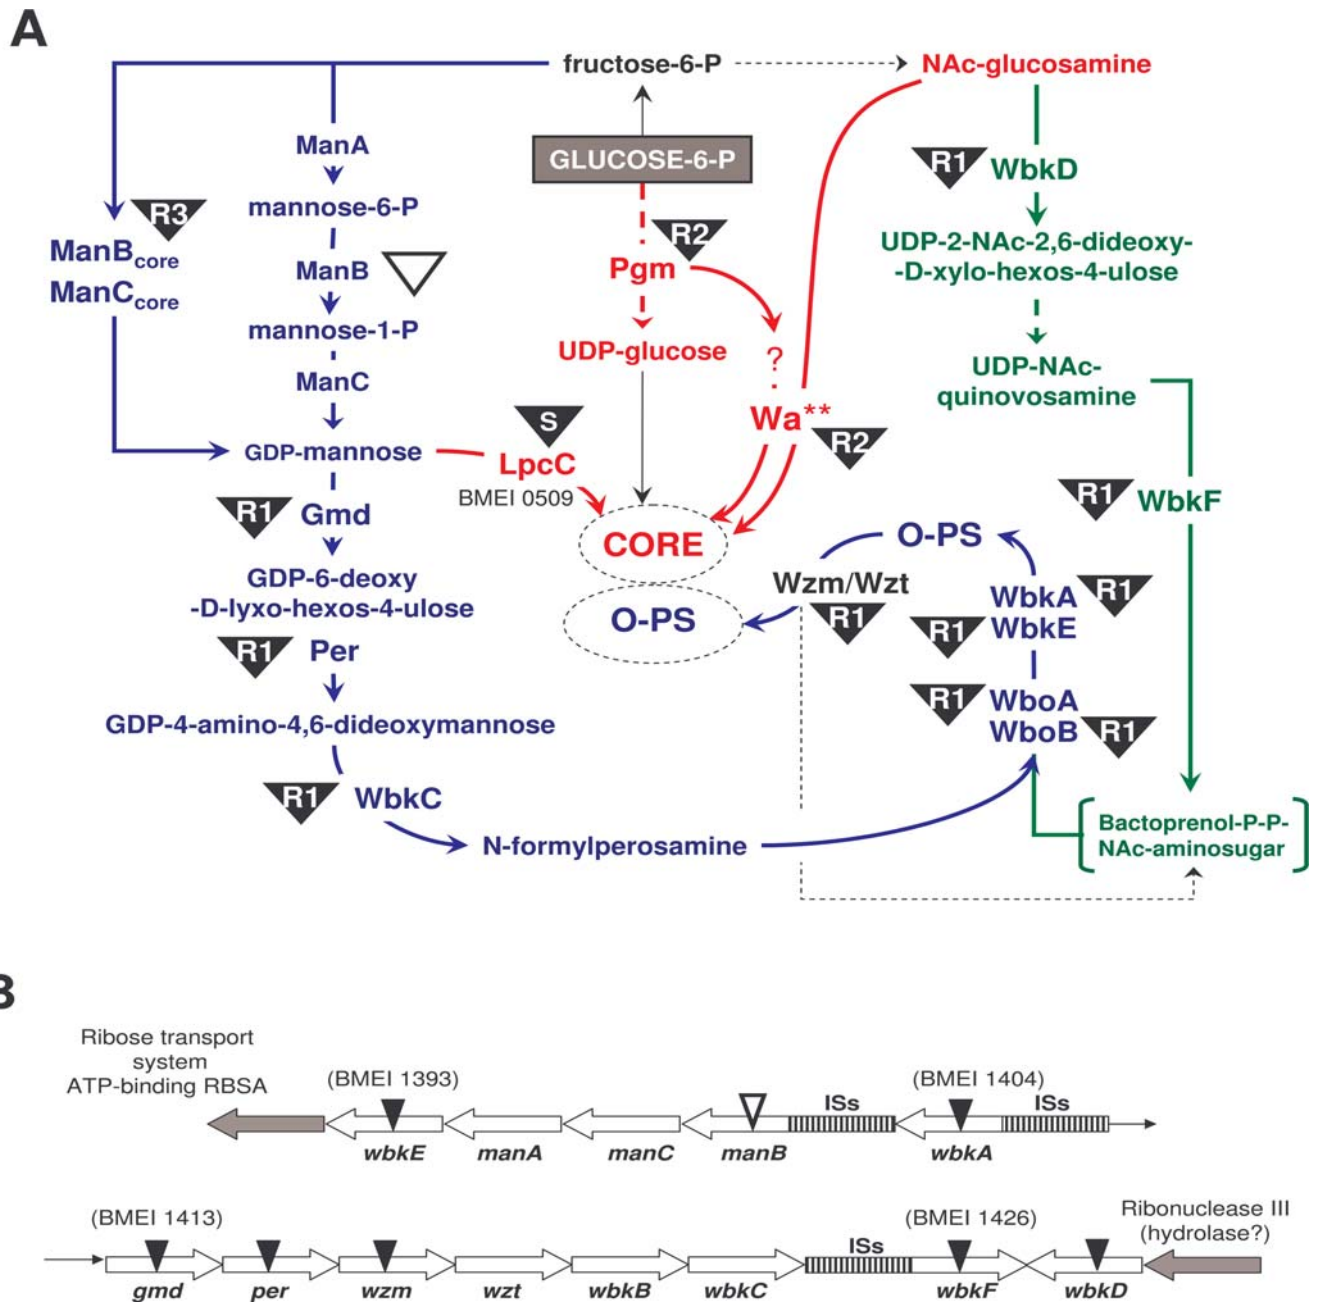 A
fructose-6-P
NAc-glucosamine
ManA
GLUCOSE-6-P
R1
WbkD
mannose-6-P
R3
R2
ManBcore
ManCcore
ManB
Pgm
UDP-2-NAc-2,6-dideoxy-
-D-xylo-hexos-4-ulose
mannose-1-P
UDP-glucose
?
ManC
UDP-NAc-
quinovosamine
S
Wa**
R2
GDP-mannose
LpcC
BMEI 0509
R1
Gmd
R1
WbkF
CORE
O-PS
GDP-6-deoxy
-D-lyxo-hexos-4-ulose
Wzm/Wzt
R1
WbkA
R1
O-PS
R1
WbkE
R1
Per
R1
WboA
WboB
R1
GDP-4-amino-4,6-dideoxymannose
R1
WbkC
N-formylperosamine
Bactoprenol-P-P-
NAc-aminosugar
B
Ribose transport
system
ATP-binding RBSA
(BMEI 1393)
(BMEI 1404)
ISs
ISs
wbkE
manA
manC
manB
wbkA
(BMEI 1413)
(BMEI 1426)
Ribonuclease III
(hydrolase?)
ISs
gmd
per
wzm
wzt
wbkB
wbkC
wbkF
wbkD